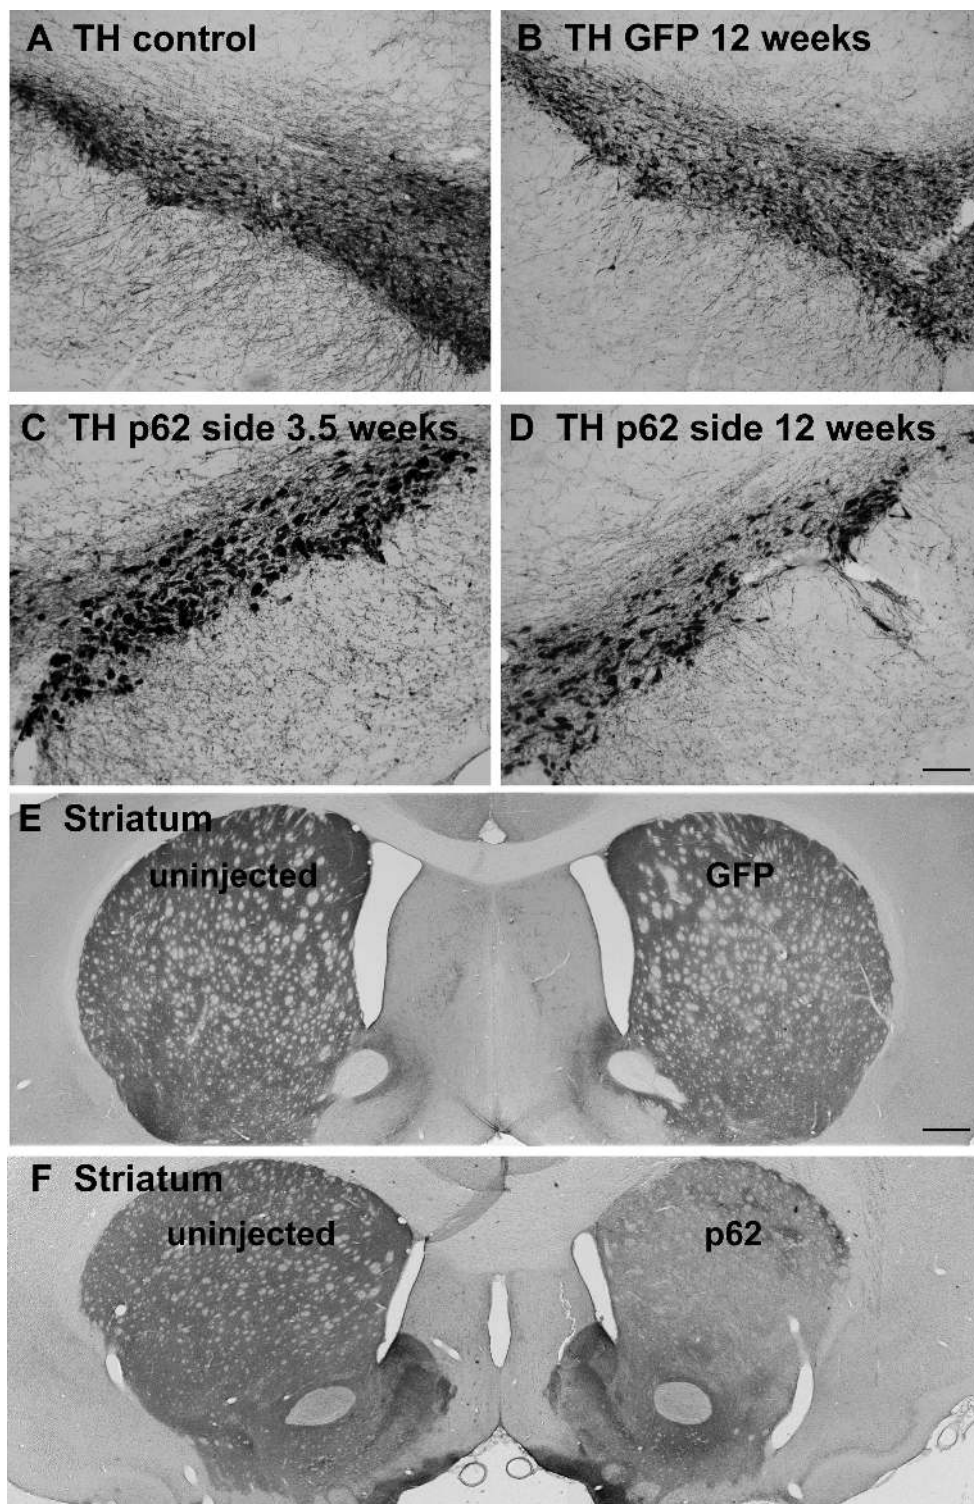 A TH control
B TH GFP 12 weeks
C TH p62 side 3.5 weeks
D TH p62 side 12 weeks
E Striatum
uninjected
GFP
F Striatum
uninjected
p62